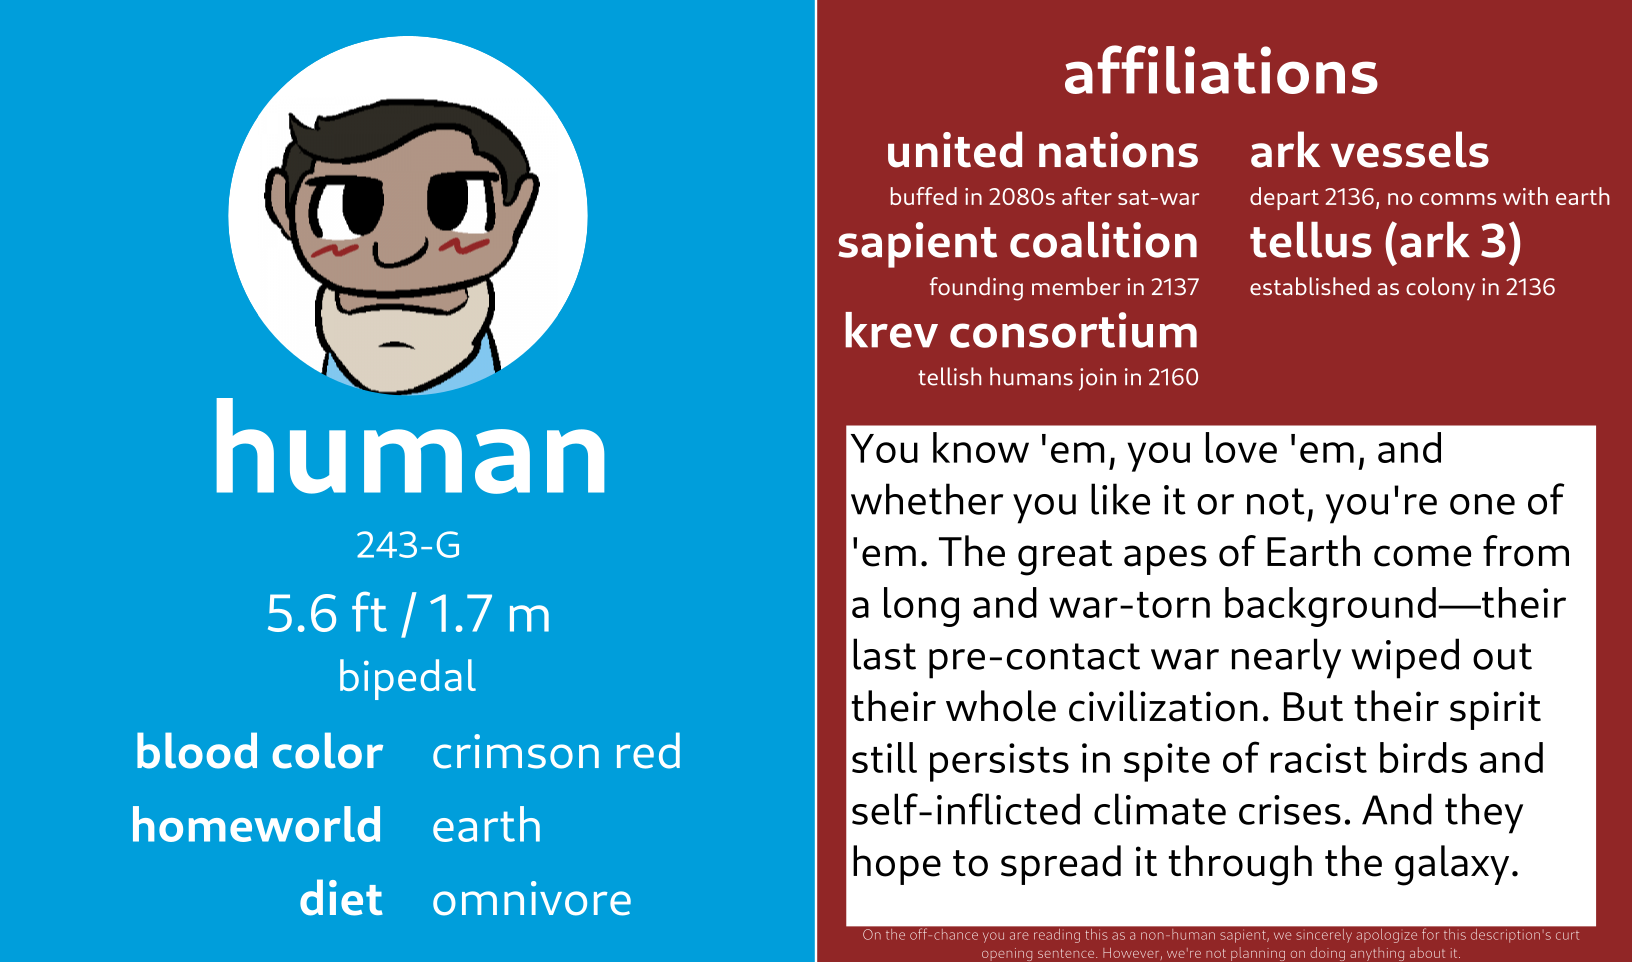 human
243-G
5.6 ft / 1.7 m
bipedal
blood color crimson red
homeworld earth
diet omnivore
affiliations
united nations
buffed in 2080s after sat-war
sapient coalition
founding member in 2137
krev consortium
tellish humans join in 2160
ark vessels
depart 2136, no comms with earth
tellus (ark 3)
established as colony in 2136
You know 'em, you love 'em, and
whether you like it or not, you're one of
'em. The great apes of Earth come from
a long and war-torn background—their
last pre-contact war nearly wiped out
their whole civilization. But their spirit
still persists in spite of racist birds and
self-inflicted climate crises. And they
hope to spread it through the galaxy.
On the off-chance you are reading this as a non-human sapient, we sincerely apologize for this description's curt
opening sentence. However, we're not planning on doing anything about it.